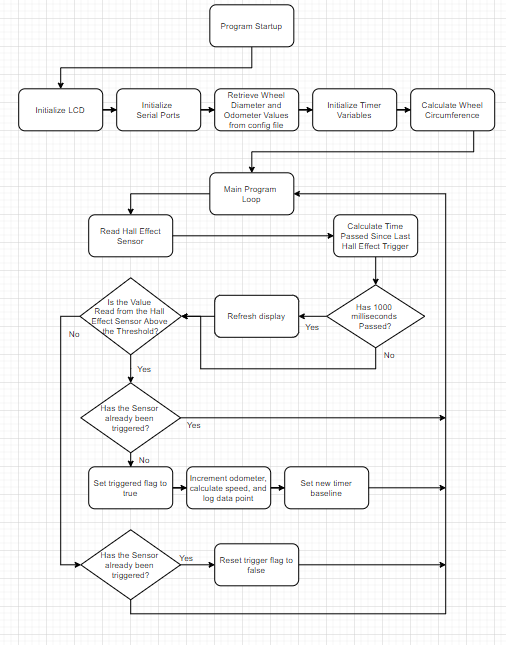 Program Startup
Initialize LCD
Initialize
Serial Ports
Retrieve Wheel
Diameter and
Odometer Values
from config file
Initialize Timer
Variables
Calculate Wheel
Circumference
Main Program
Loop
Read Hall Effect
Sensor
Calculate Time
Passed Since Last
Hall Effect Trigger
Is the Value
Read from the Hall
Effect Sensor Above
the Threshold?
Refresh display
Has 1000
milliseconds
Passed?
Yes
No
No
Yes
Has the Sensor
already been
triggered?
Yes
No
Set triggered flag to
true
Increment odometer,
calculate speed, and
log data point
Set new timer
baseline
Has the Sensor
already been
triggered?
Yes
Reset trigger flag to
false